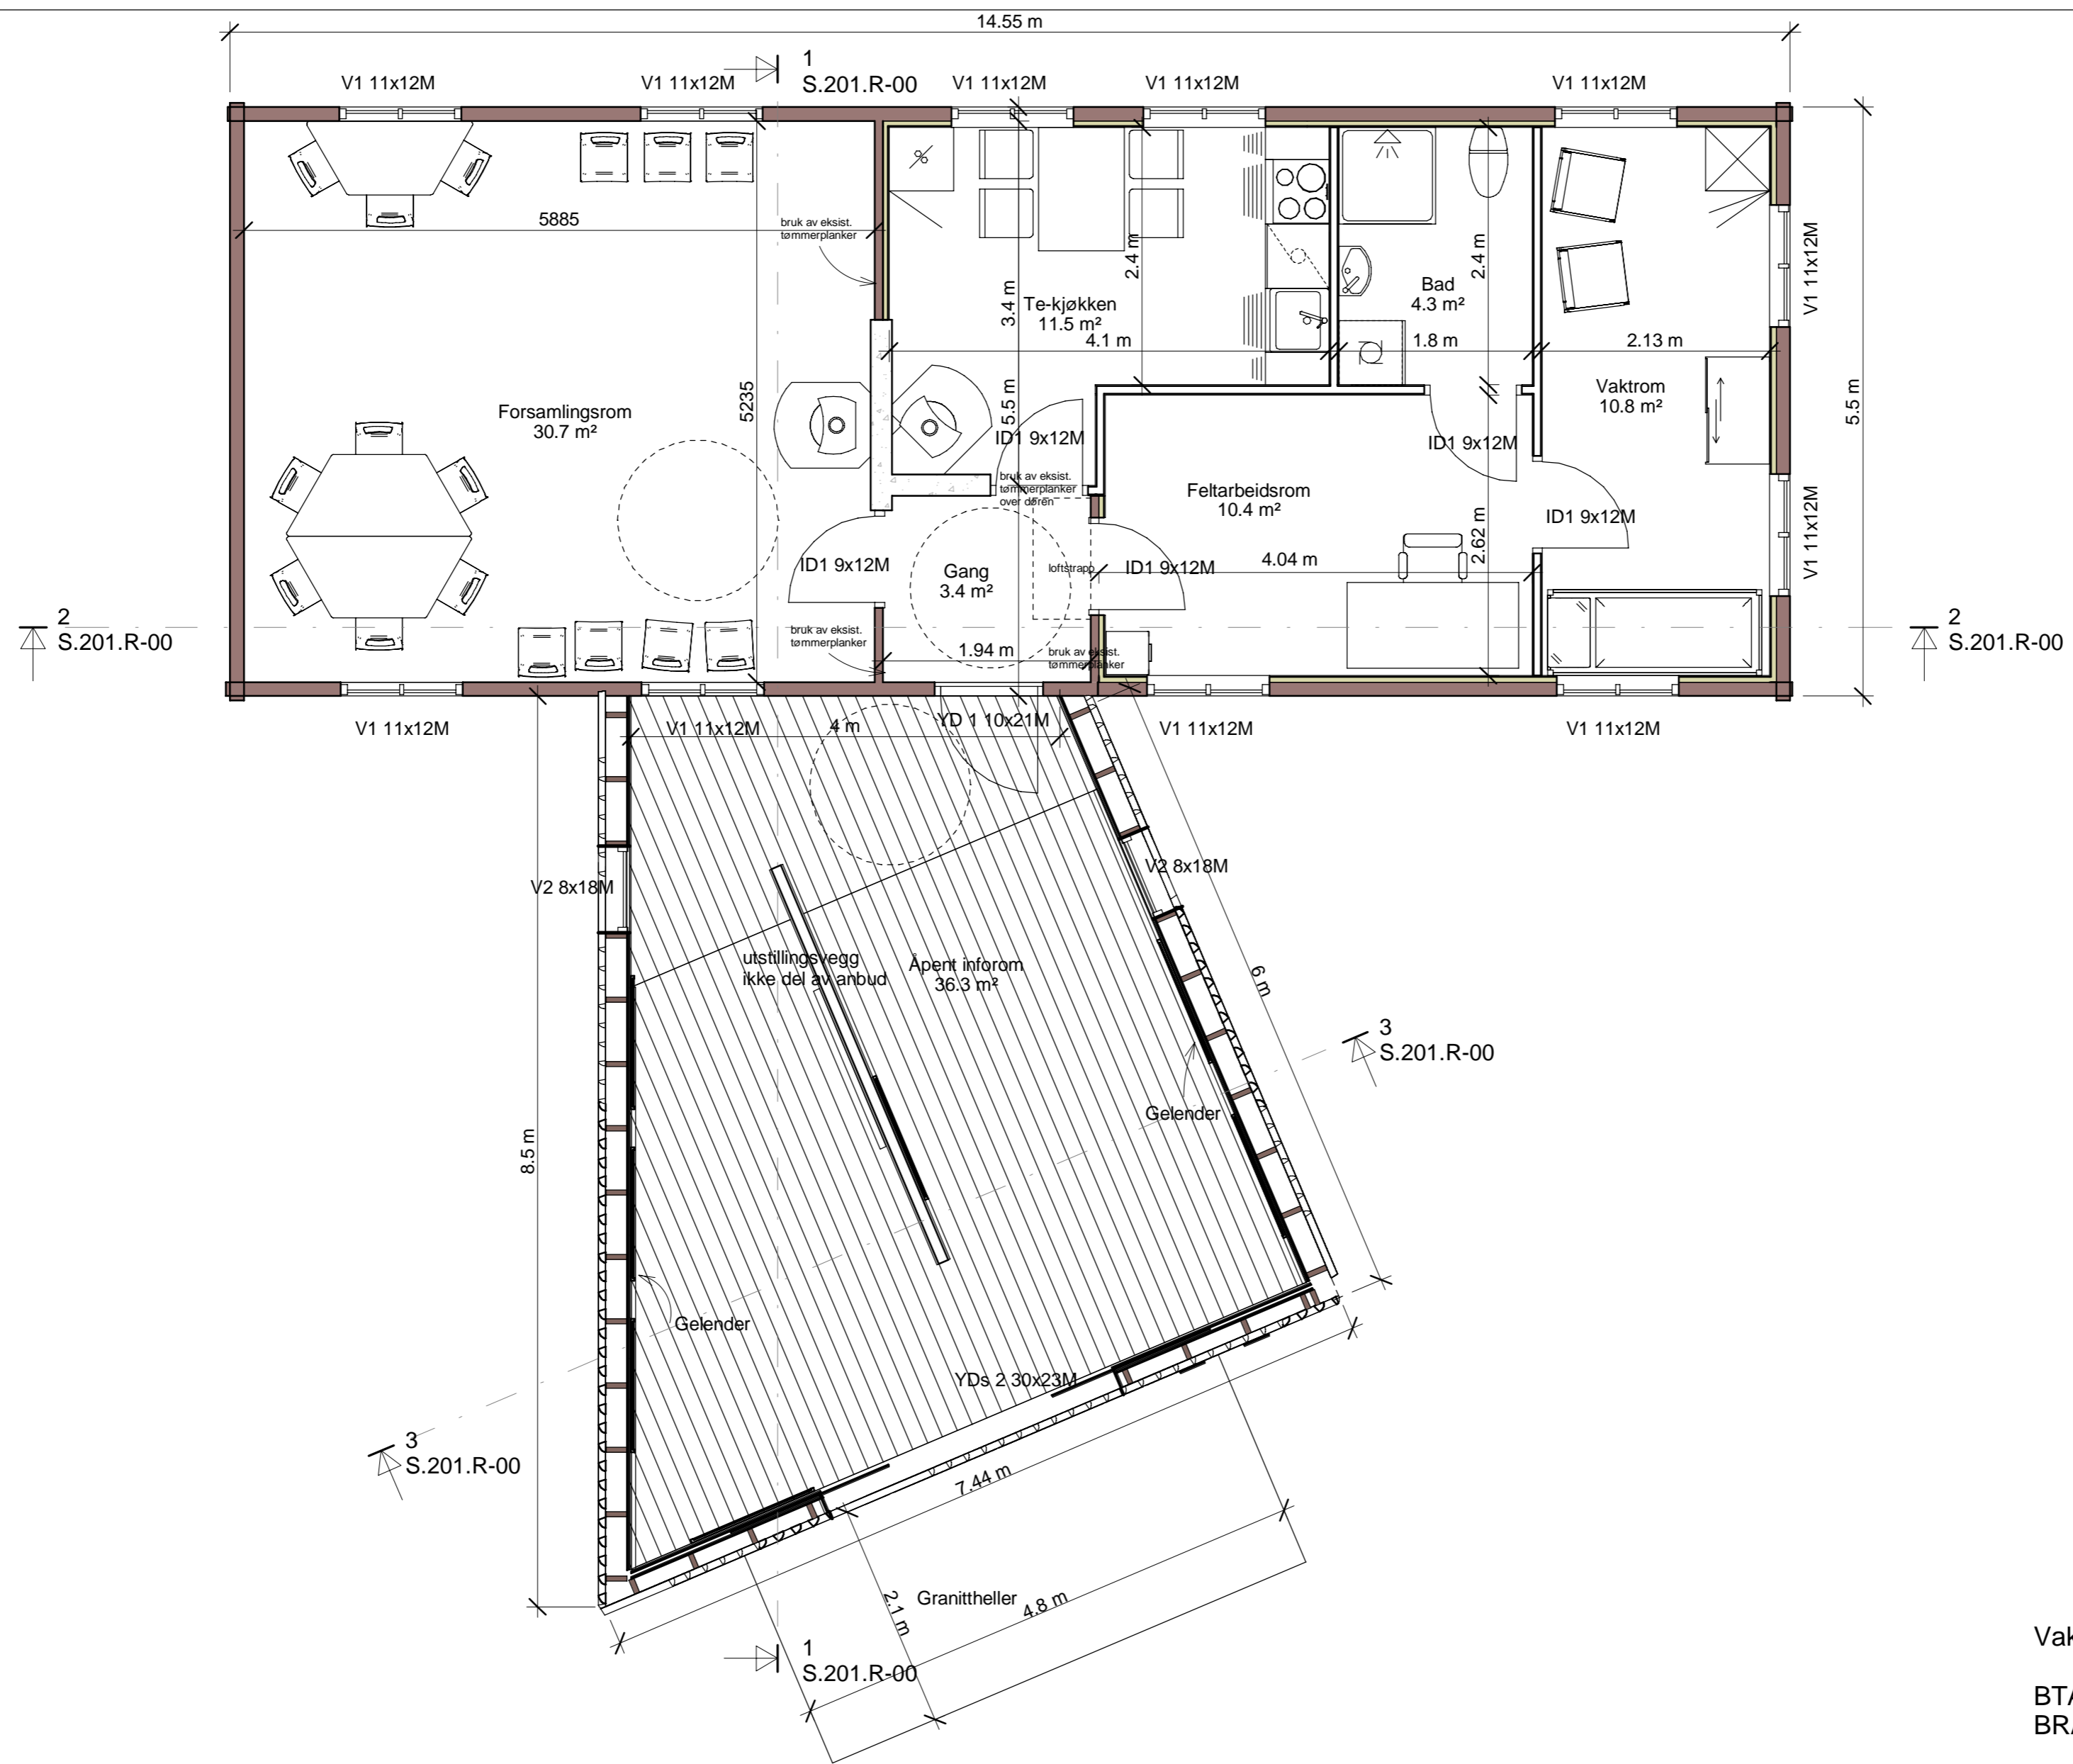 14.55 m
1
S.201.R-00
V1 11x12M
V1 11x12M
V1 11x12M
V1 11x12M
V1 11x12M
5885
bruk av eksist.
tømmerplanker
2.4 m
3.4 m
Te-kjøkken
11.5 m²
4.1 m
Bad
4.3 m²
2.4 m
1.8 m
2.13 m
V1 11x12M
Vaktrom
10.8 m²
5.5 m
Forsamlingsrom
30.7 m²
5235
5.5 m
ID1 9x12M
ID1 9x12M
bruk av eksist.
tømmerplanker
over døren
Feltarbeidsrom
10.4 m²
2.62 m
ID1 9x12M
V1 11x12M
ID1 9x12M
Gang
3.4 m²
loftstrapp
ID1 9x12M
4.04 m
2
S.201.R-00
bruk av eksist.
tømmerplanker
1.94 m
bruk av eksist.
tømmerplanker
2
S.201.R-00
V1 11x12M
V1 11x12M
4 m
YD 1 10x21M
V1 11x12M
V1 11x12M
V2 8x18M
V2 8x18M
utstillingsvegg
ikke del av anbud
Åpent inforom
36.3 m²
6 m
3
S.201.R-00
Gelender
8.5 m
Gelender
YDs 2 30x23M
3
S.201.R-00
7.44 m
2.1 m
Granittheller
4.8 m
1
S.201.R-00
Vak
BTA
BRA